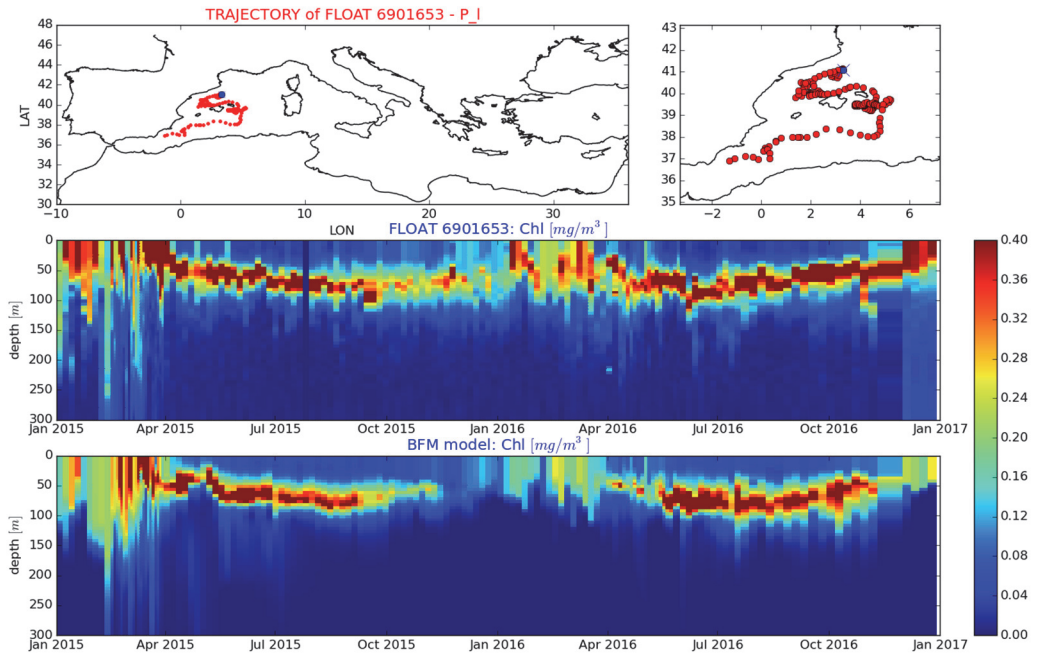 TRAJECTORY of FLOAT 6901653 - P_l
48
46
44
42
40
38
36
34
32
30
LAT
−10
0
10
20
30
LON
43
41
39
37
35
−2
0
2
4
6
FLOAT 6901653: Chl [mg/m³]
0
50
100
150
200
250
300
depth [m]
Jan 2015
Apr 2015
Jul 2015
Oct 2015
Jan 2016
Apr 2016
Jul 2016
Oct 2016
Jan 2017
BFM model: Chl [mg/m³]
0
50
100
150
200
250
300
depth [m]
Jan 2015
Apr 2015
Jul 2015
Oct 2015
Jan 2016
Apr 2016
Jul 2016
Oct 2016
Jan 2017
0.40
0.36
0.32
0.28
0.24
0.20
0.16
0.12
0.08
0.04
0.00